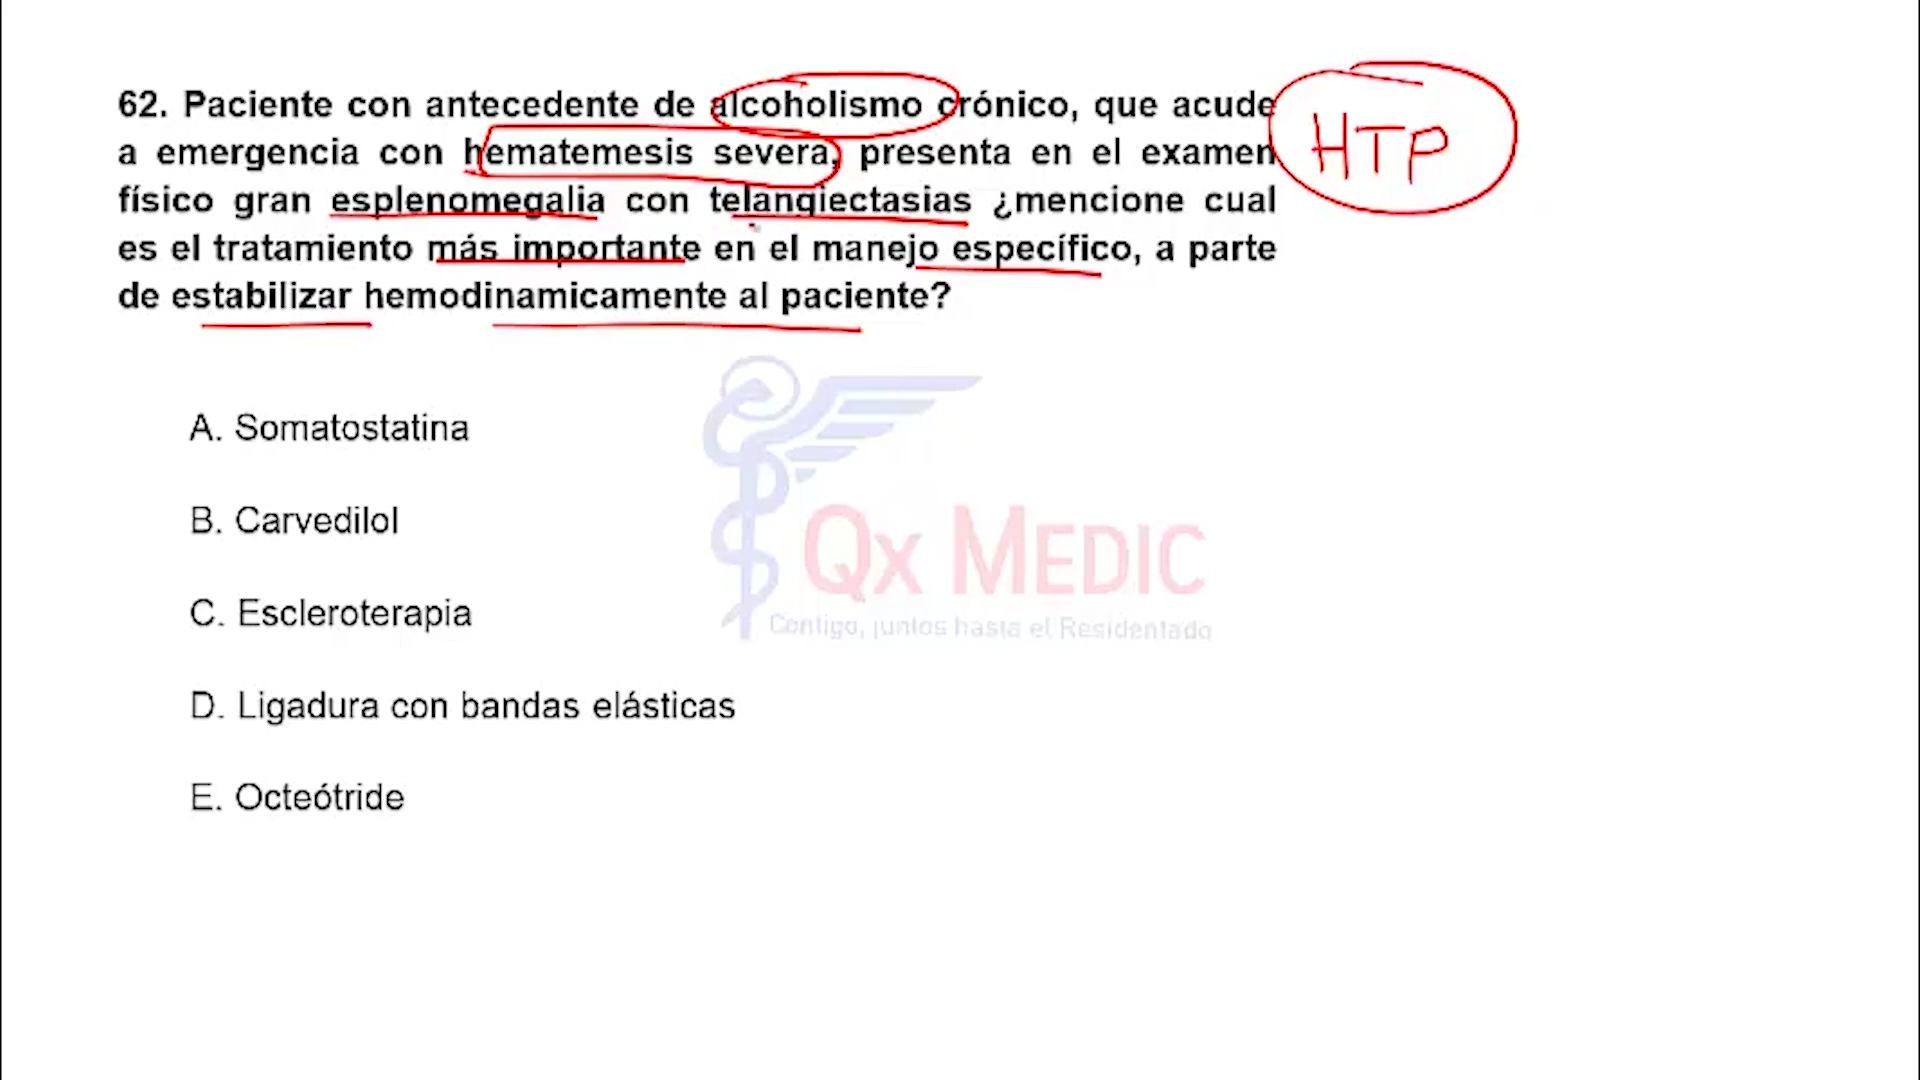 62. Paciente con antecedente de alcoholismo crónico, que acude
a emergencia con hematemesis severa, presenta en el examen
físico gran esplenomegalia con telangiectasias ¿mencione cual
es el tratamiento más importante en el manejo específico, a parte
de estabilizar hemodinamicamente al paciente?
HTP
A. Somatostatina
B. Carvedilol
C. Escleroterapia
D. Ligadura con bandas elásticas
E. Octeótride
Qx MEDIC
Contigo, juntos hasta el Residentado